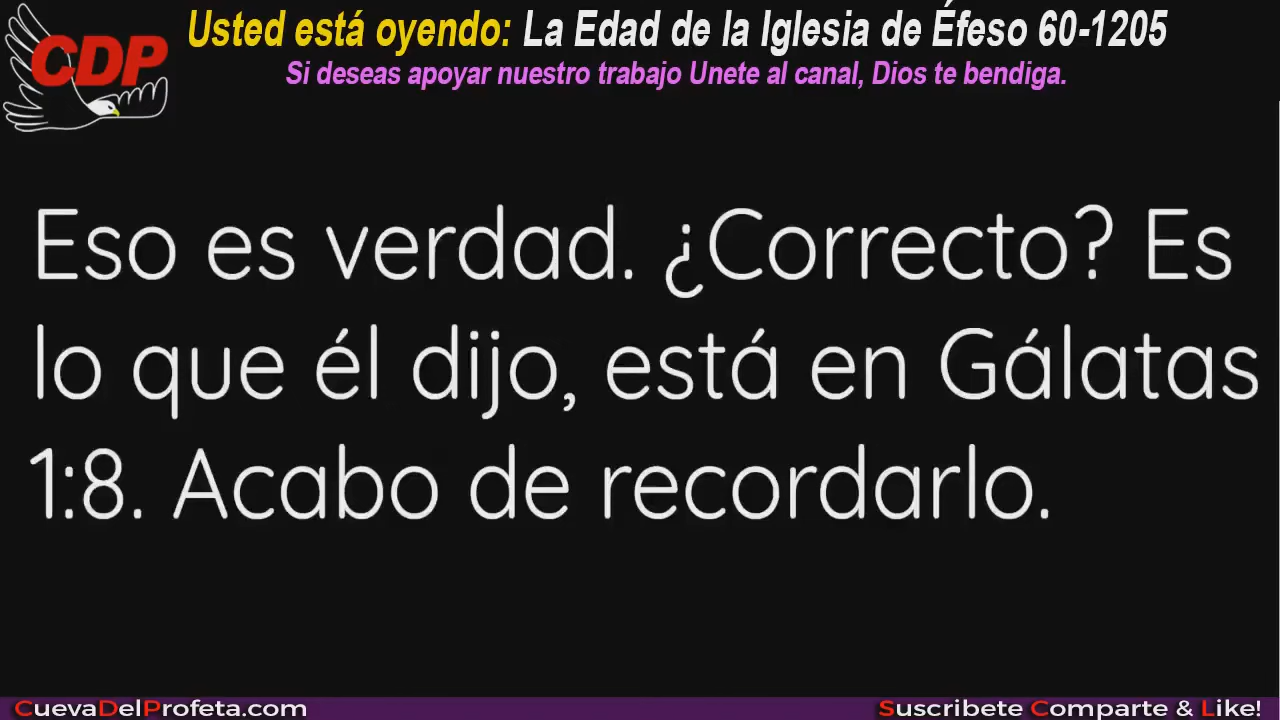 CDP
Usted está oyendo: La Edad de la Iglesia de Éfeso 60-1205
Si deseas apoyar nuestro trabajo Unete al canal, Dios te bendiga.
Eso es verdad. ¿Correcto? Es
lo que él dijo, está en Gálatas
1:8. Acabo de recordarlo.
CuevaDelProfeta.com
Suscribete Comparte & Like!